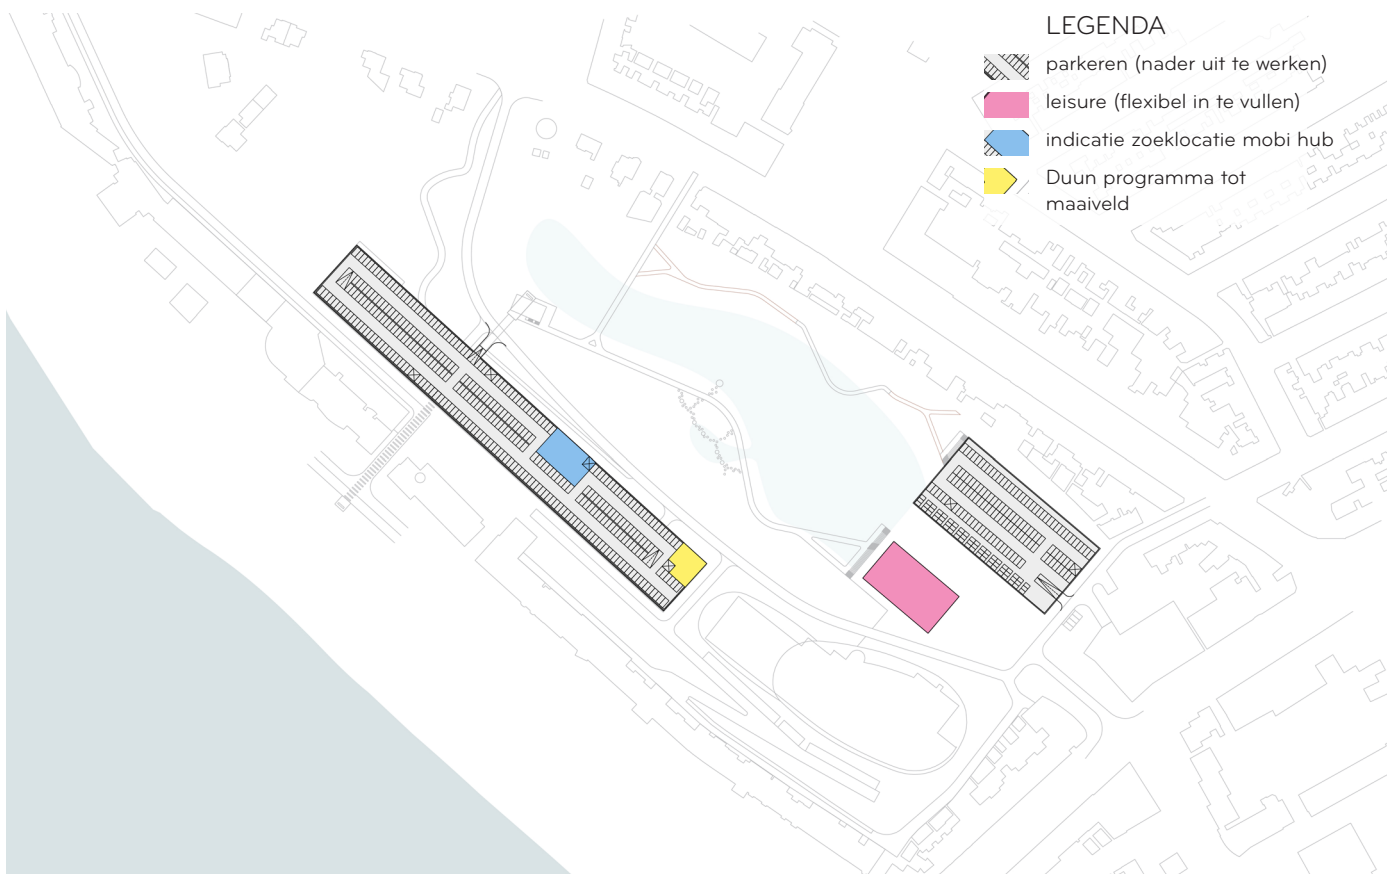 LEGENDA
parkeren (nader uit te werken)
leisure (flexibel in te vullen)
indicatie zoeklocatie mobi hub
Duun programma tot
maaiveld